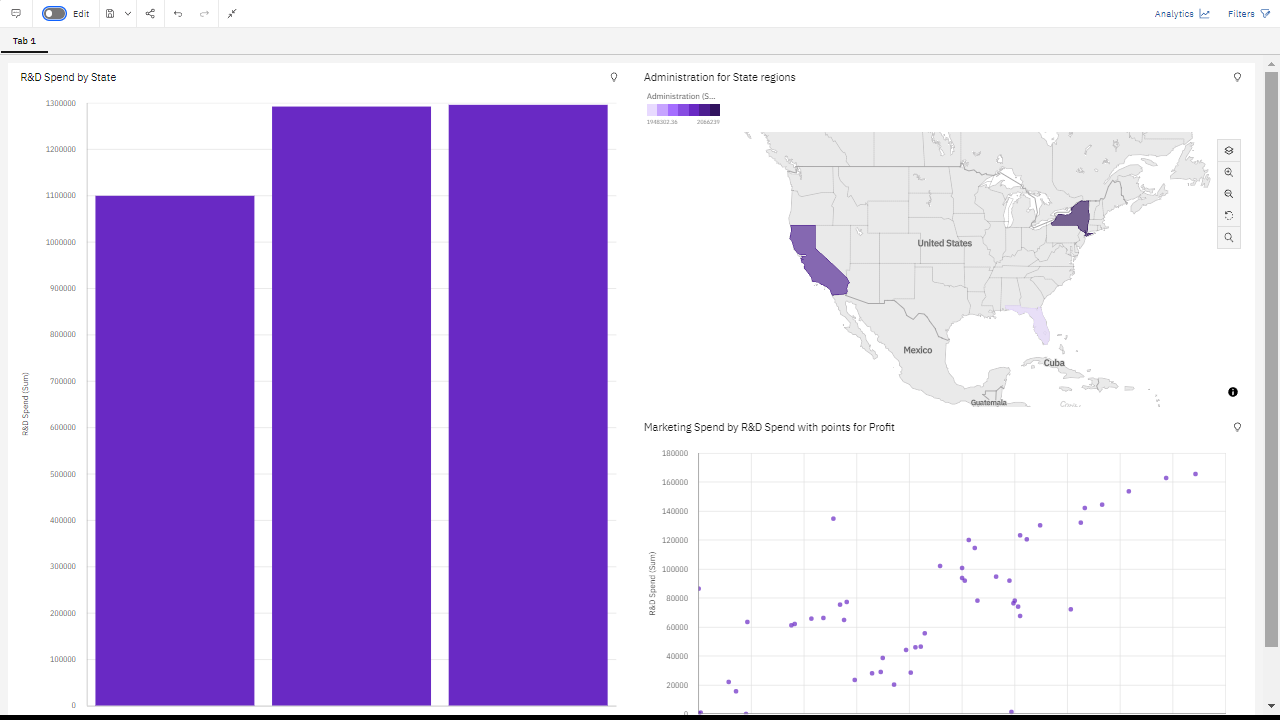 Edit
Analytics
Filters
Tab 1
R&D Spend by State
1300000
1200000
1100000
1000000
900000
800000
700000
600000
500000
400000
300000
200000
100000
0
R&D Spend (Sum)
Administration for State regions
Administration (S...
1948302.36 2066239
United States
Mexico
Cuba
Guatemala
Marketing Spend by R&D Spend with points for Profit
180000
160000
140000
120000
100000
80000
60000
40000
20000
0
R&D Spend (Sum)